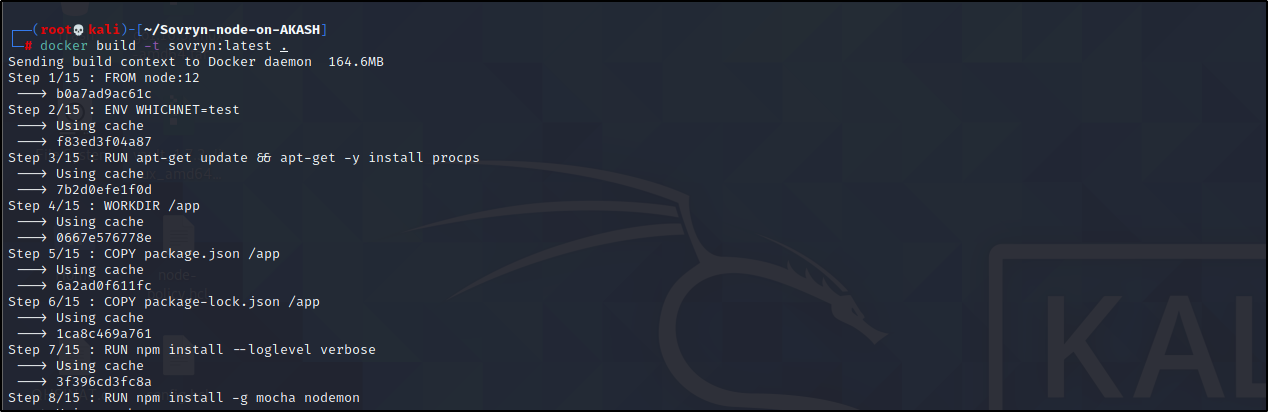 (root💀kali)-[~/Sovryn-node-on-AKASH]
# docker build -t sovryn:latest .
Sending build context to Docker daemon  164.6MB
Step 1/15 : FROM node:12
---> b0a7ad9ac61c
Step 2/15 : ENV WHICHNET=test
---> Using cache
---> f83ed3f04a87
Step 3/15 : RUN apt-get update && apt-get -y install procps
---> Using cache
---> 7b2d0efe1f0d
Step 4/15 : WORKDIR /app
---> Using cache
---> 0667e576778e
Step 5/15 : COPY package.json /app
---> Using cache
---> 6a2ad0f611fc
Step 6/15 : COPY package-lock.json /app
---> Using cache
---> 1ca8c469a761
Step 7/15 : RUN npm install --loglevel verbose
---> Using cache
---> 3f396cd3fc8a
Step 8/15 : RUN npm install -g mocha nodemon